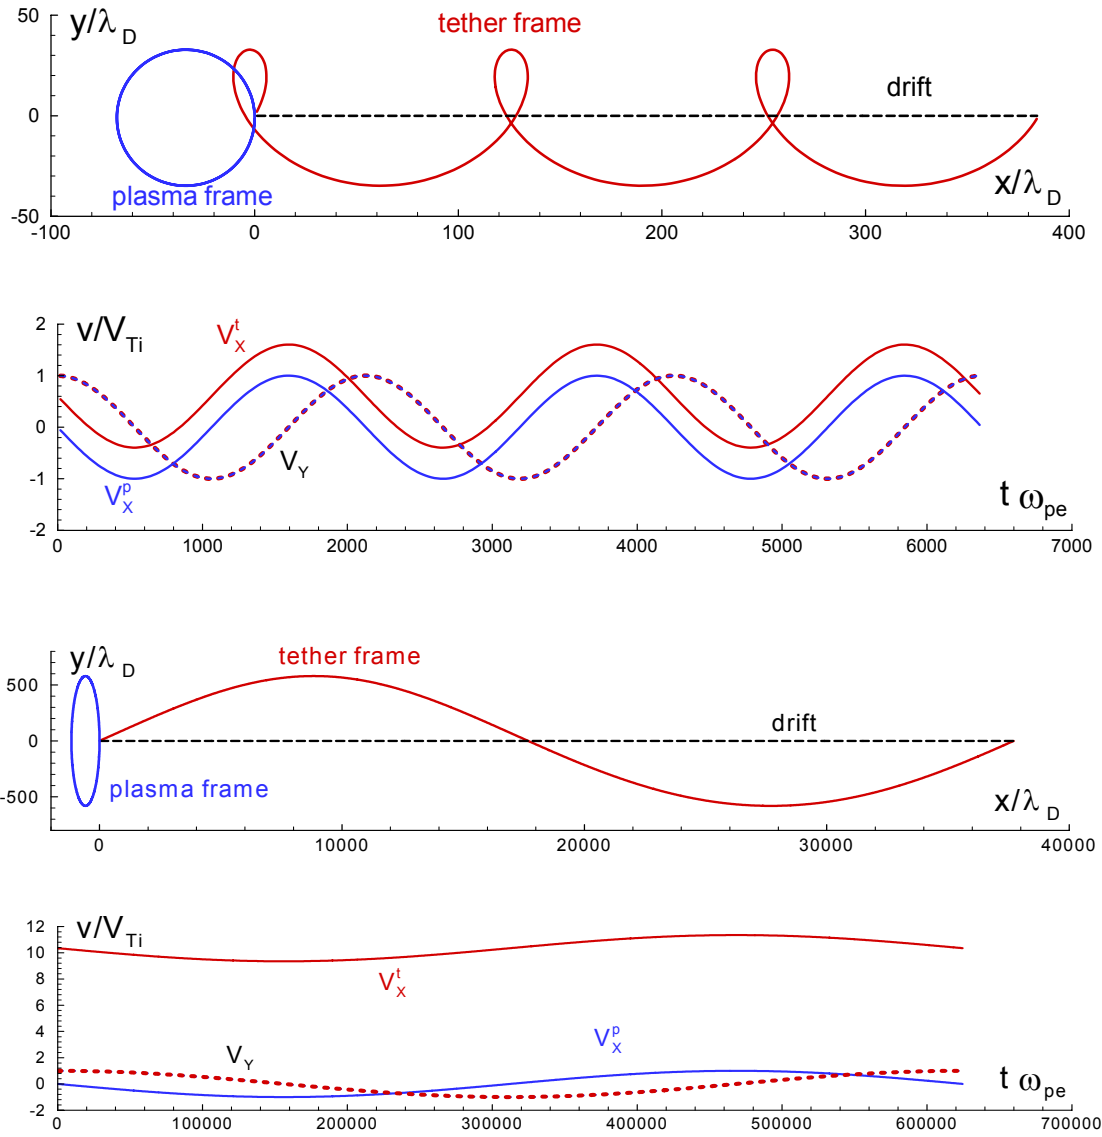 y/λ_D
tether frame
50
drift
0
plasma frame
x/λ_D
-50
-100 0 100 200 300 400
2
v/V_Ti
V_X^t
1
0
V_Y
-1
V_X^p
t ω_pe
-2
0 1000 2000 3000 4000 5000 6000 7000
y/λ_D
tether frame
500
drift
0
plasma frame
x/λ_D
-500
0 10000 20000 30000 40000
12
v/V_Ti
10
V_X^t
8
6
4
V_Y
V_X^p
2
0
t ω_pe
-2
0 100000 200000 300000 400000 500000 600000 700000